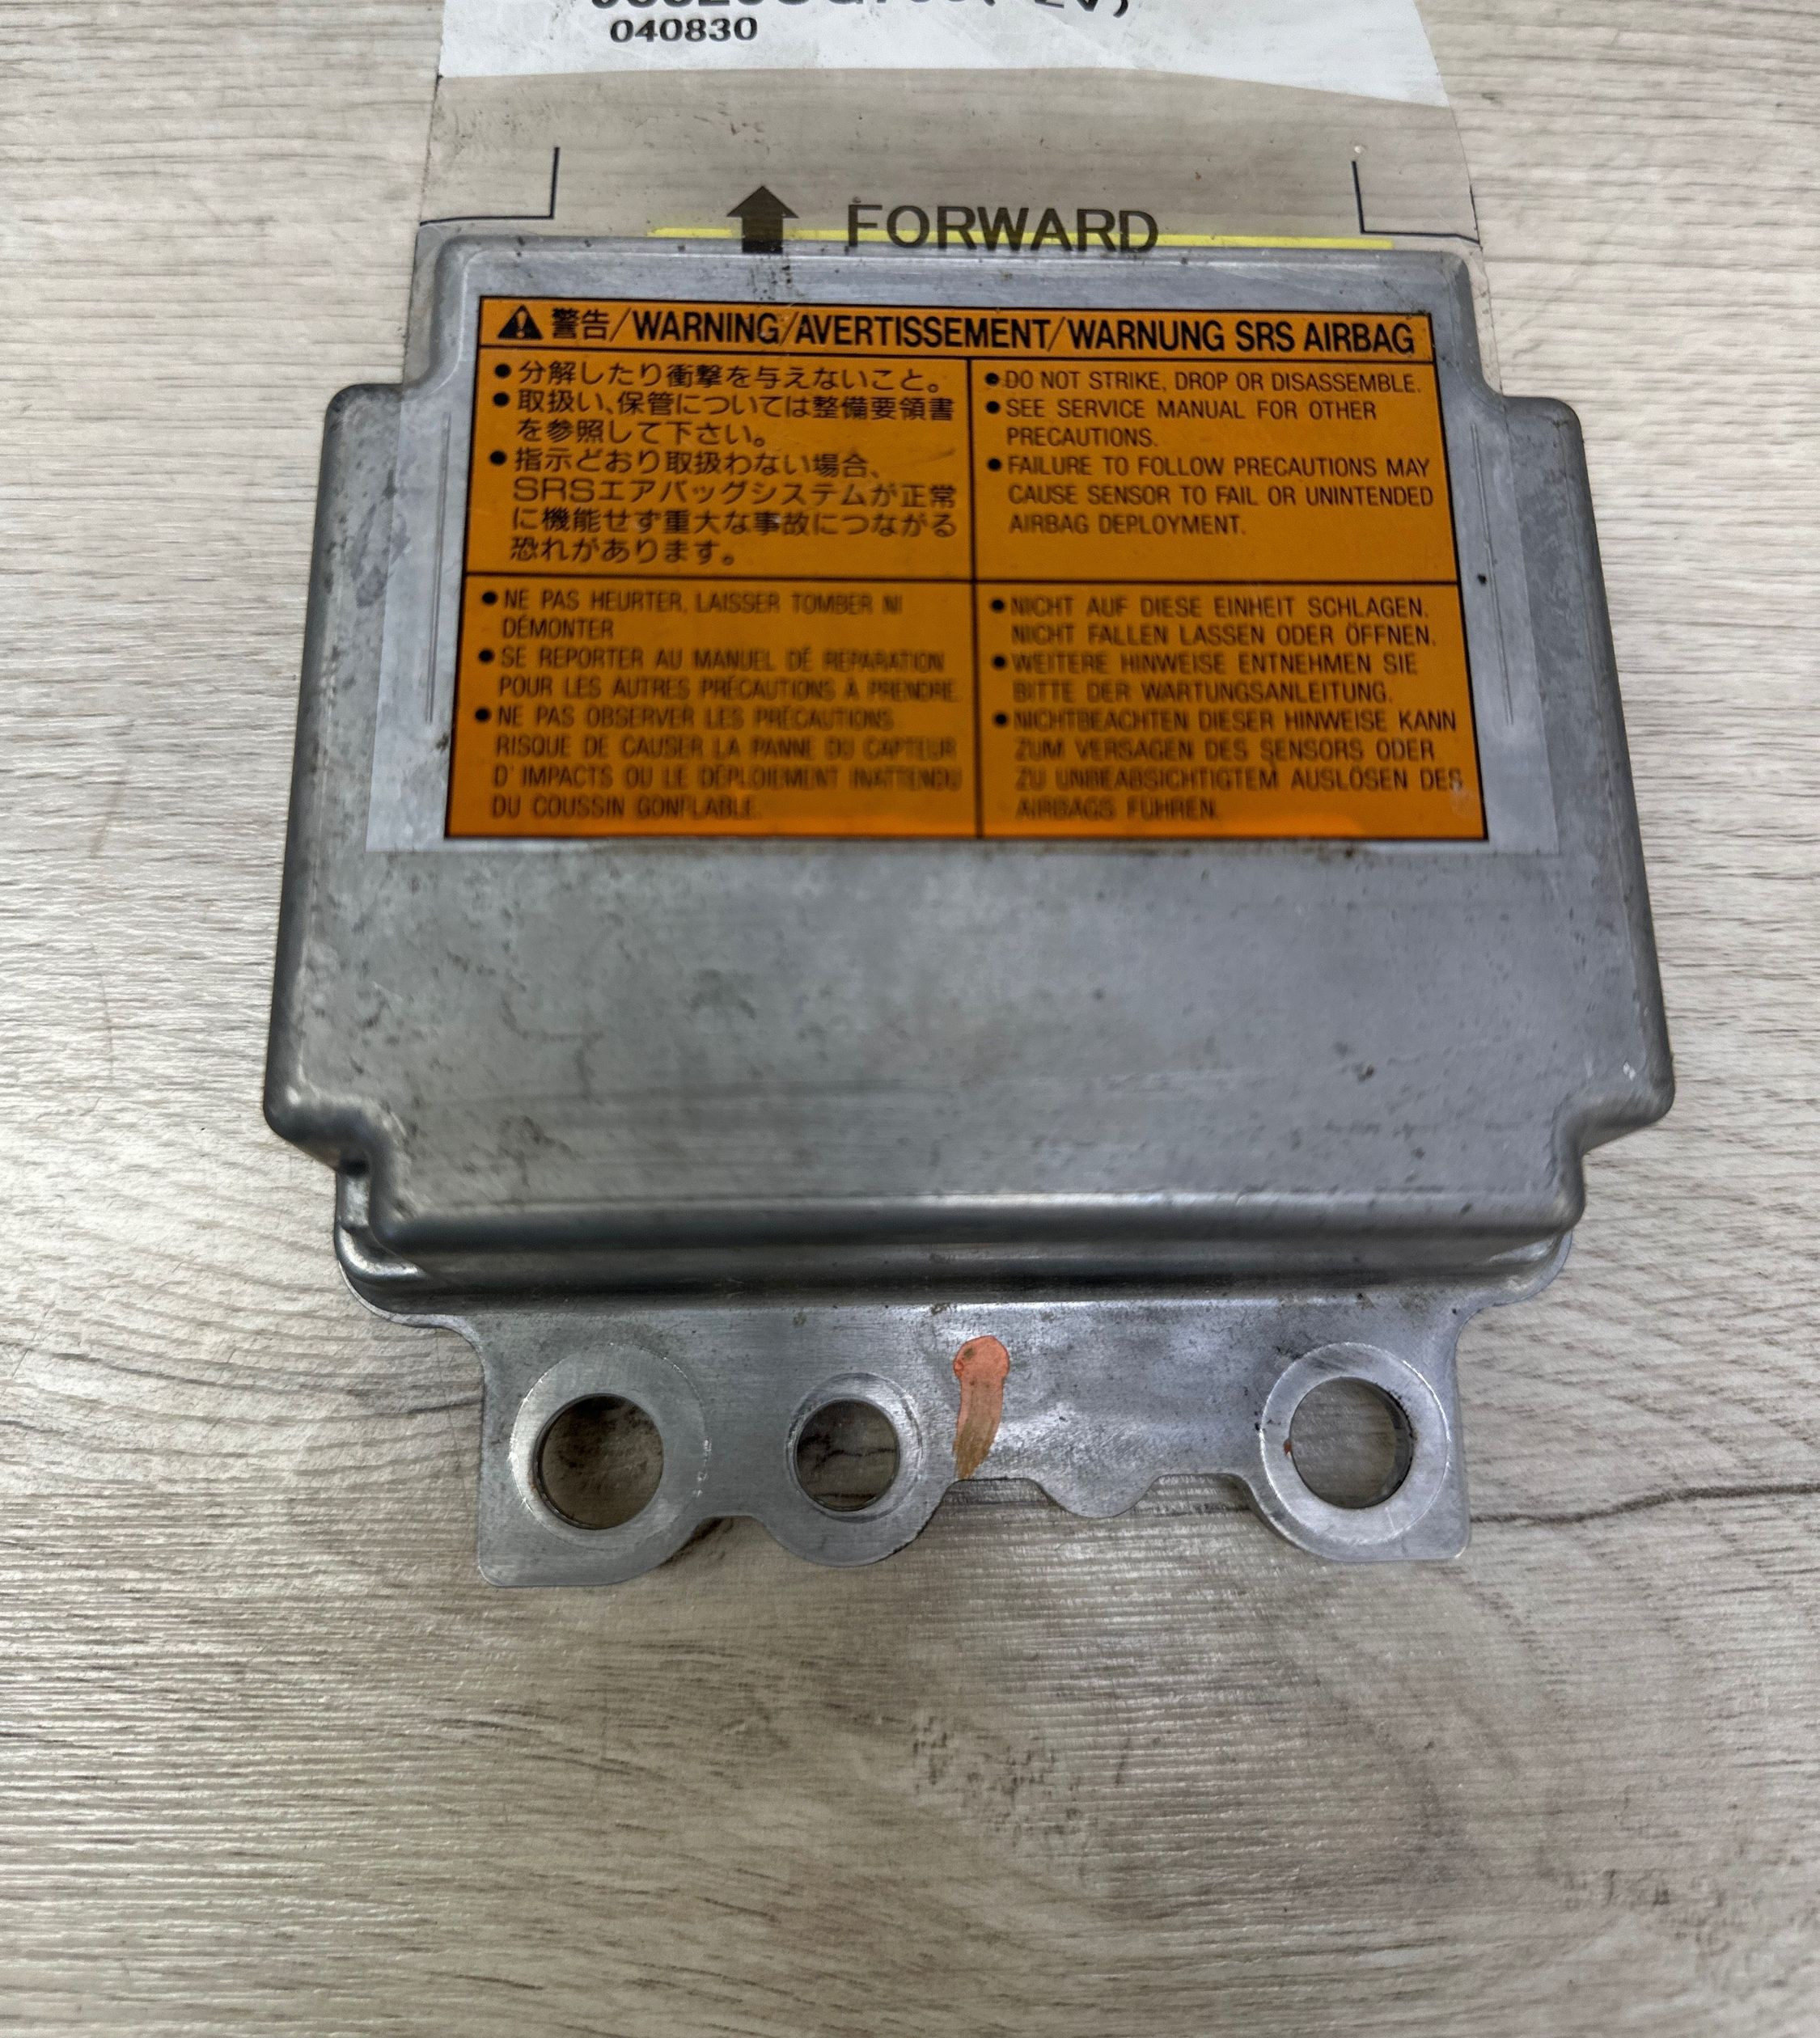 040830
FORWARD
警告/WARNING/AVERTISSEMENT/WARNUNG SRS AIRBAG
●分解したり衝撃を与えないこと。
●取扱い、保管については整備要領書
を参照して下さい。
●指示どおり取扱わない場合、
SRSエアバッグシステムが正常
に機能せず重大な事故につながる
恐れがあります。
●DO NOT STRIKE, DROP OR DISASSEMBLE.
●SEE SERVICE MANUAL FOR OTHER
PRECAUTIONS.
●FAILURE TO FOLLOW PRECAUTIONS MAY
CAUSE SENSOR TO FAIL OR UNINTENDED
AIRBAG DEPLOYMENT.
●NE PAS HEURTER, LAISSER TOMBER NI
DÉMONTER
●SE REPORTER AU MANUEL DE REPARATION
POUR LES AUTRES PRÉCAUTIONS À PRENDRE.
●NE PAS OBSERVER LES PRÉCAUTIONS
RISQUE DE CAUSER LA PANNE DU CAPTEUR
D'IMPACTS OU LE DÉPLOIEMENT INATTENDU
DU COUSSIN GONFLABLE.
●NICHT AUF DIESE EINHEIT SCHLAGEN.
NICHT FALLEN LASSEN ODER ÖFFNEN.
●WEITERE HINWEISE ENTNEHMEN SIE
BITTE DER WARTUNGSANLEITUNG.
●NICHTBEACHTEN DIESER HINWEISE KANN
ZUM VERSAGEN DES SENSORS ODER
ZU UNBEABSICHTIGTEM AUSLÖSEN DES
AIRBAGS FÜHREN.